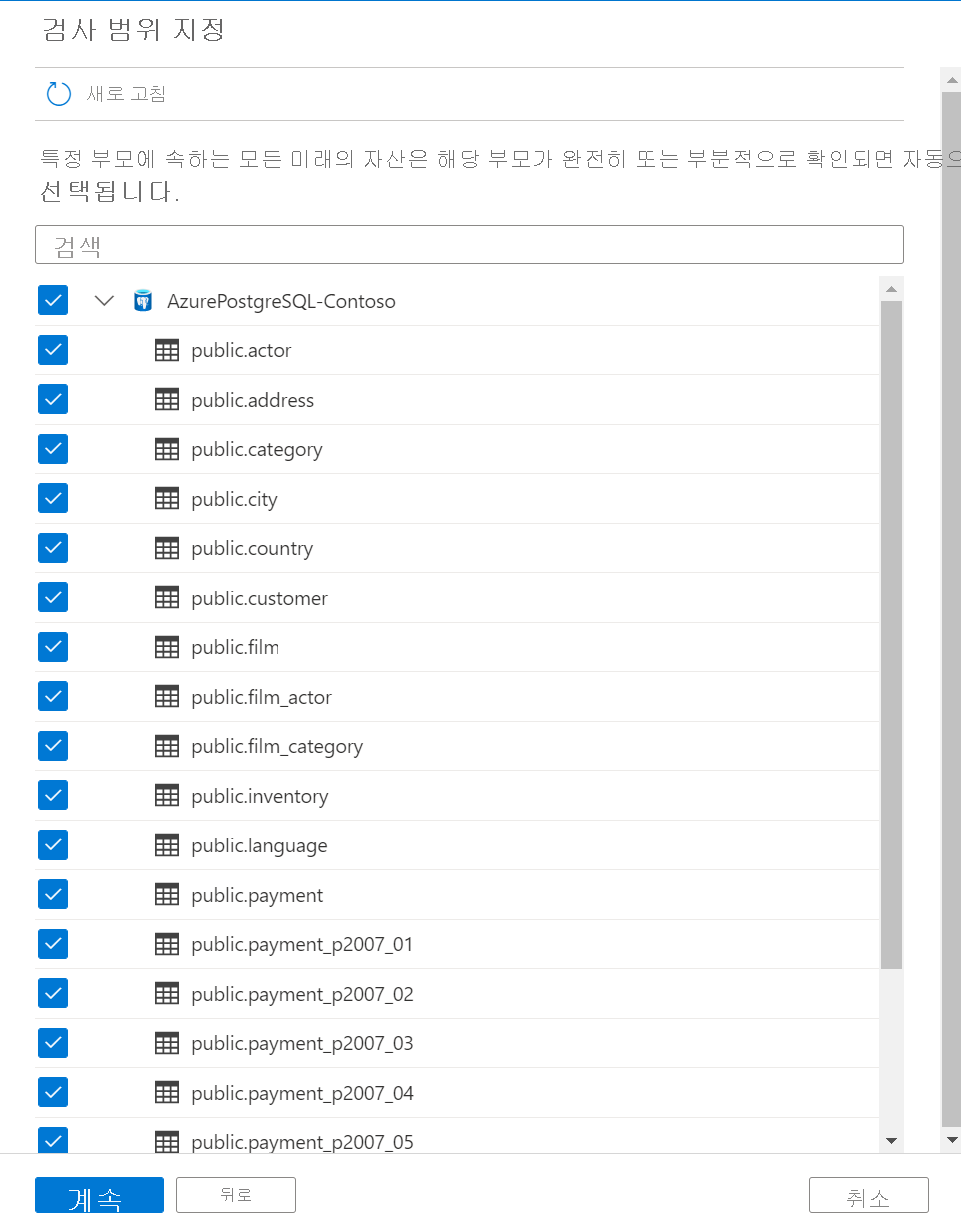 검사 범위 지정
새로 고침
특정 부모에 속하는 모든 미래의 자산은 해당 부모가 완전히 또는 부분적으로 확인되면 자동으
선택됩니다.
검색
AzurePostgreSQL-Contoso
public.actor
public.address
public.category
public.city
public.country
public.customer
public.film
public.film_actor
public.film_category
public.inventory
public.language
public.payment
public.payment_p2007_01
public.payment_p2007_02
public.payment_p2007_03
public.payment_p2007_04
public.payment_p2007_05
계속
뒤로
취소